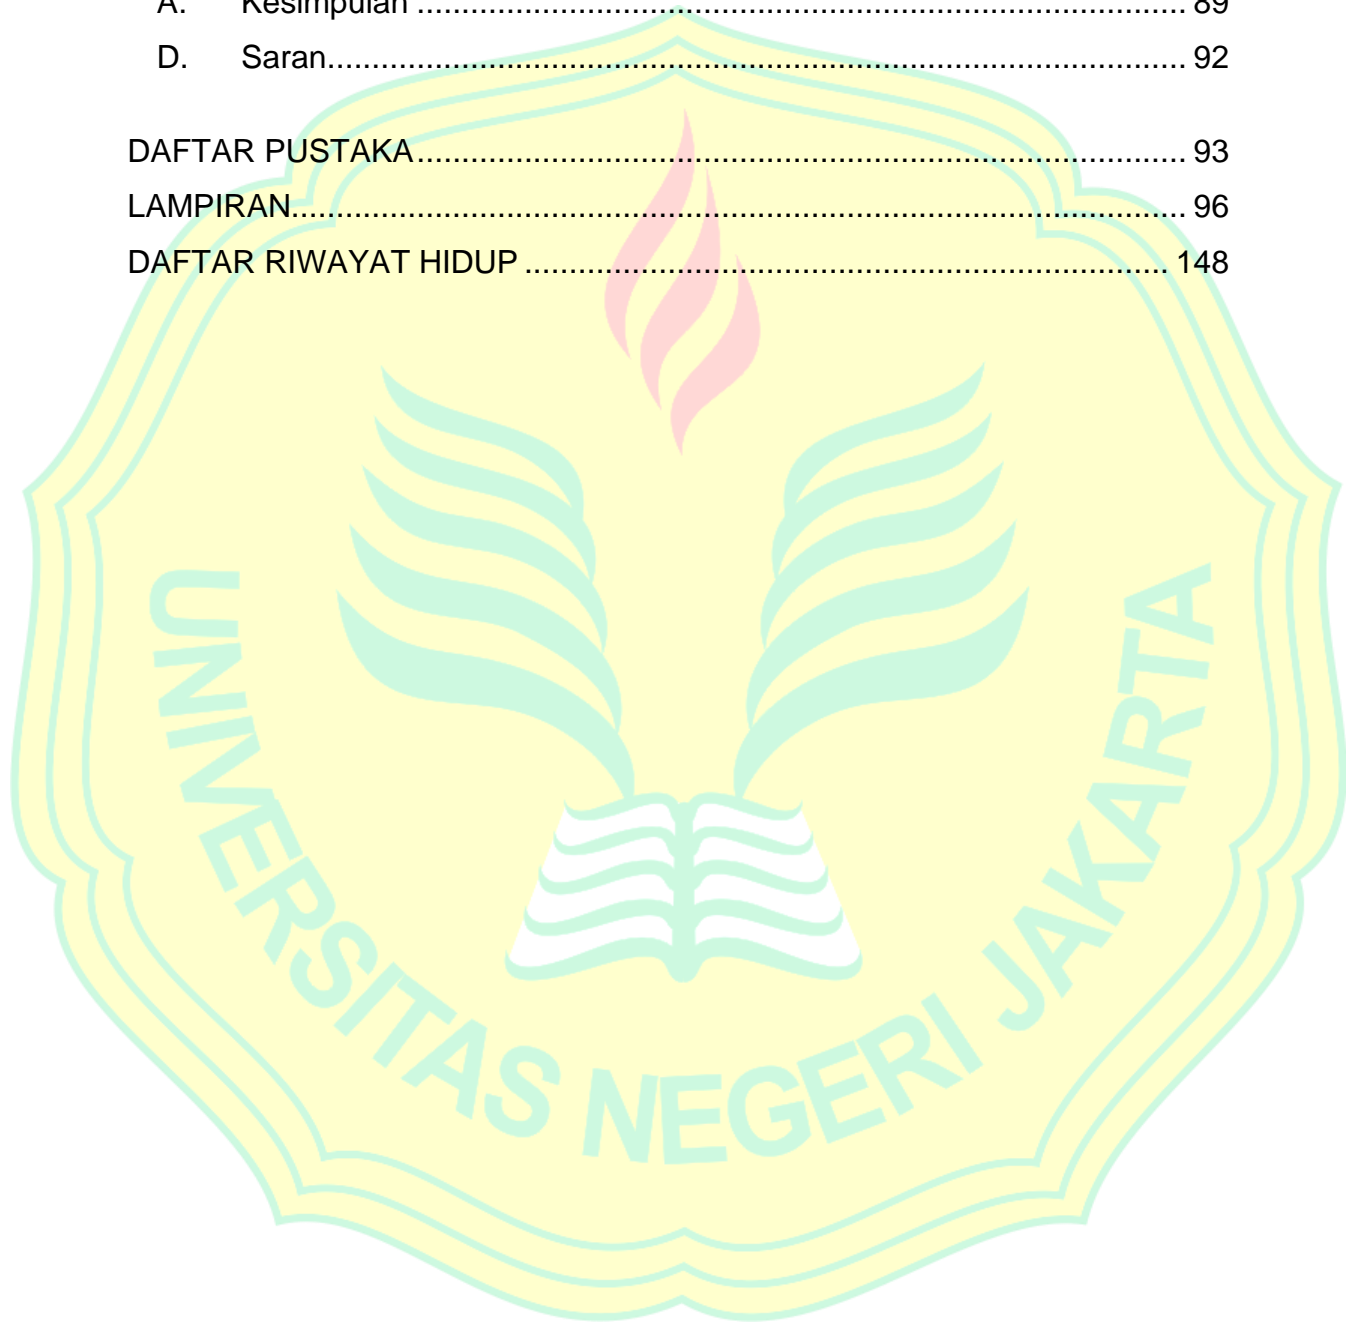 A. Kesimpulan ........................................................................................ 89
D. Saran.................................................................................................. 92
DAFTAR PUSTAKA........................................................................................ 93
LAMPIRAN...................................................................................................... 96
DAFTAR RIWAYAT HIDUP ......................................................................... 148
UNIVERSITAS NEGERI JAKARTA